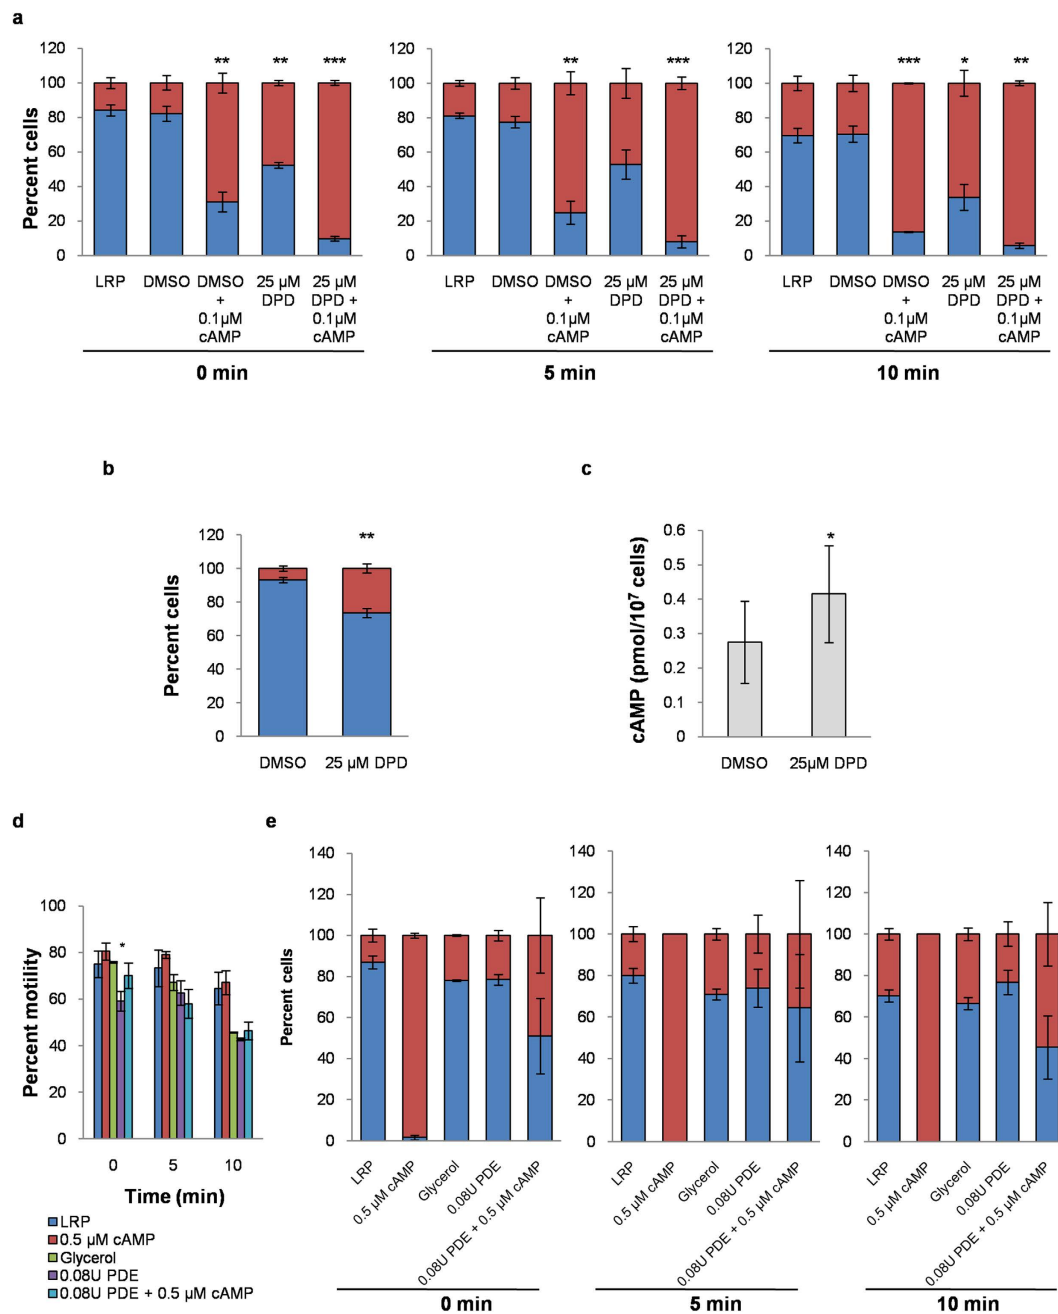 a
120
100
80
60
40
20
0
Percent cells
** ** ***
LRP DMSO DMSO 25 µM 25 µM
+ DPD DPD +
0.1µM 0.1µM
cAMP cAMP
0 min
120
100
80
60
40
20
0
** ***
LRP DMSO DMSO 25 µM 25 µM
+ DPD DPD +
0.1µM 0.1µM
cAMP cAMP
5 min
120
100
80
60
40
20
0
*** * **
LRP DMSO DMSO 25 µM 25 µM
+ DPD DPD +
0.1µM 0.1µM
cAMP cAMP
10 min
b
120
100
80
60
40
20
0
Percent cells
**
DMSO 25 µM DPD
c
0.6
0.5
0.4
0.3
0.2
0.1
0
cAMP (pmol/10⁷ cells)
*
DMSO 25µM DPD
d
100
80
60
40
20
0
Percent motility
*
0 5 10
Time (min)
LRP
0.5 µM cAMP
Glycerol
0.08U PDE
0.08U PDE + 0.5 µM cAMP
e
140
120
100
80
60
40
20
0
Percent cells
LRP
0.5 µM cAMP
Glycerol
0.08U PDE
0.08U PDE + 0.5 µM cAMP
0 min
140
120
100
80
60
40
20
0
LRP
0.5 µM cAMP
Glycerol
0.08U PDE
0.08U PDE + 0.5 µM cAMP
5 min
140
120
100
80
60
40
20
0
LRP
0.5 µM cAMP
Glycerol
0.08U PDE
0.08U PDE + 0.5 µM cAMP
10 min